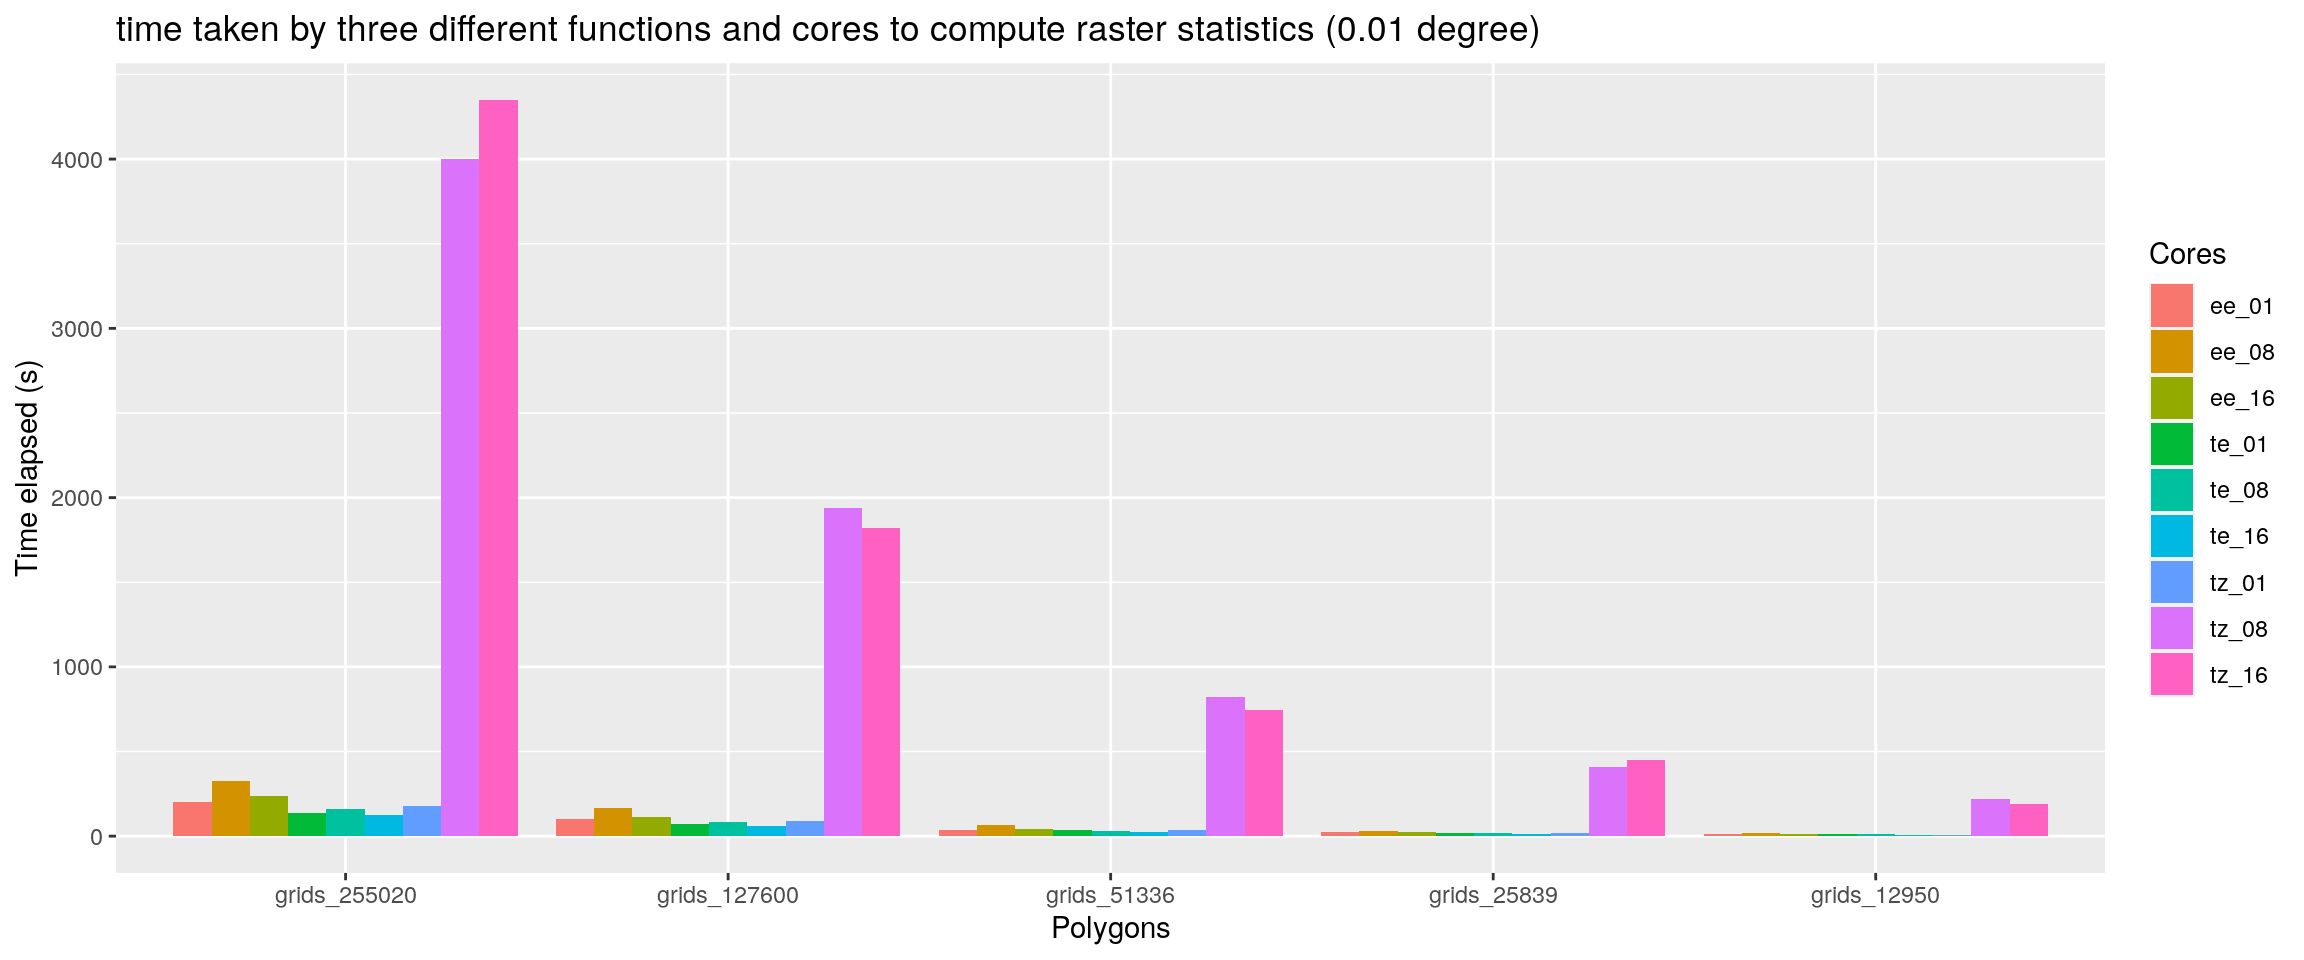 time taken by three different functions and cores to compute raster statistics (0.01 degree)
Time elapsed (s)
4000
3000
2000
1000
0
grids_255020 grids_127600 grids_51336 grids_25839 grids_12950
Polygons
Cores
ee_01
ee_08
ee_16
te_01
te_08
te_16
tz_01
tz_08
tz_16